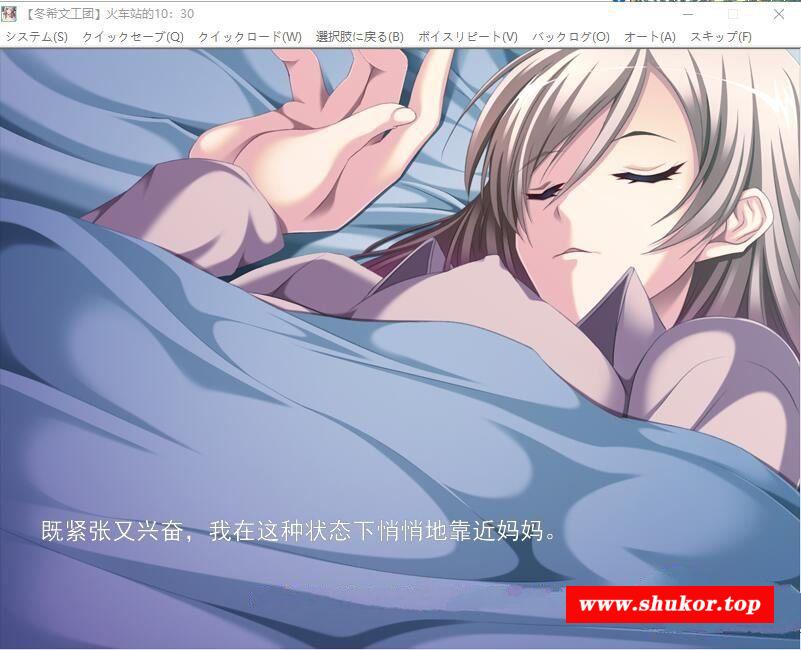 【冬希文工团】火车站的10：30
システム(S) クイックセーブ(Q) クイックロード(W) 選択肢に戻る(B) ボイスリピート(V) バックログ(O) オート(A) スキップ(F)
既紧张又兴奋，我在这种状态下悄悄地靠近妈妈。
www.shukor.top